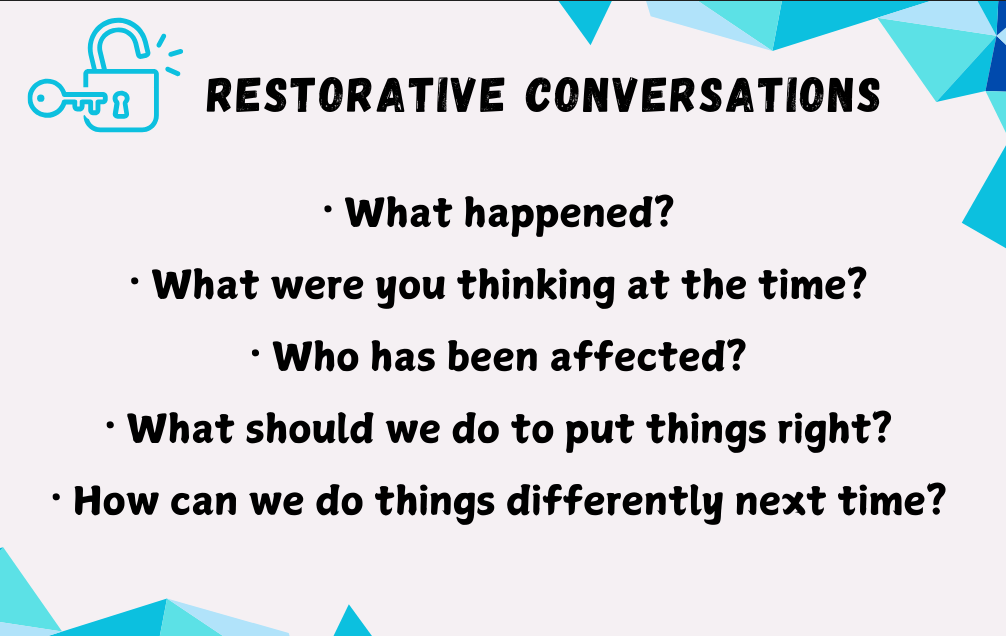 RESTORATIVE CONVERSATIONS
· What happened?
· What were you thinking at the time?
· Who has been affected?
· What should we do to put things right?
· How can we do things differently next time?